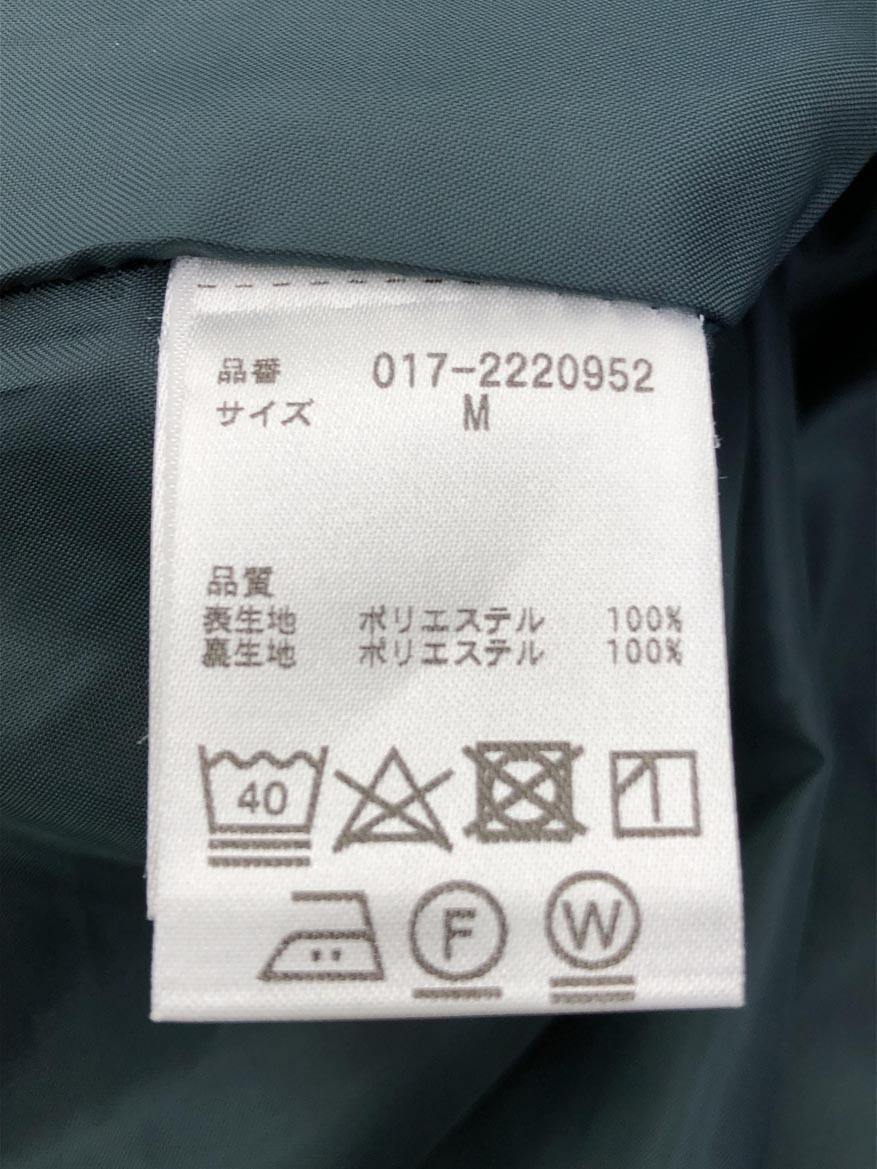 品番 017-2220952
サイズ M
品質
表生地 ポリエステル 100%
裏生地 ポリエステル 100%
40
F W